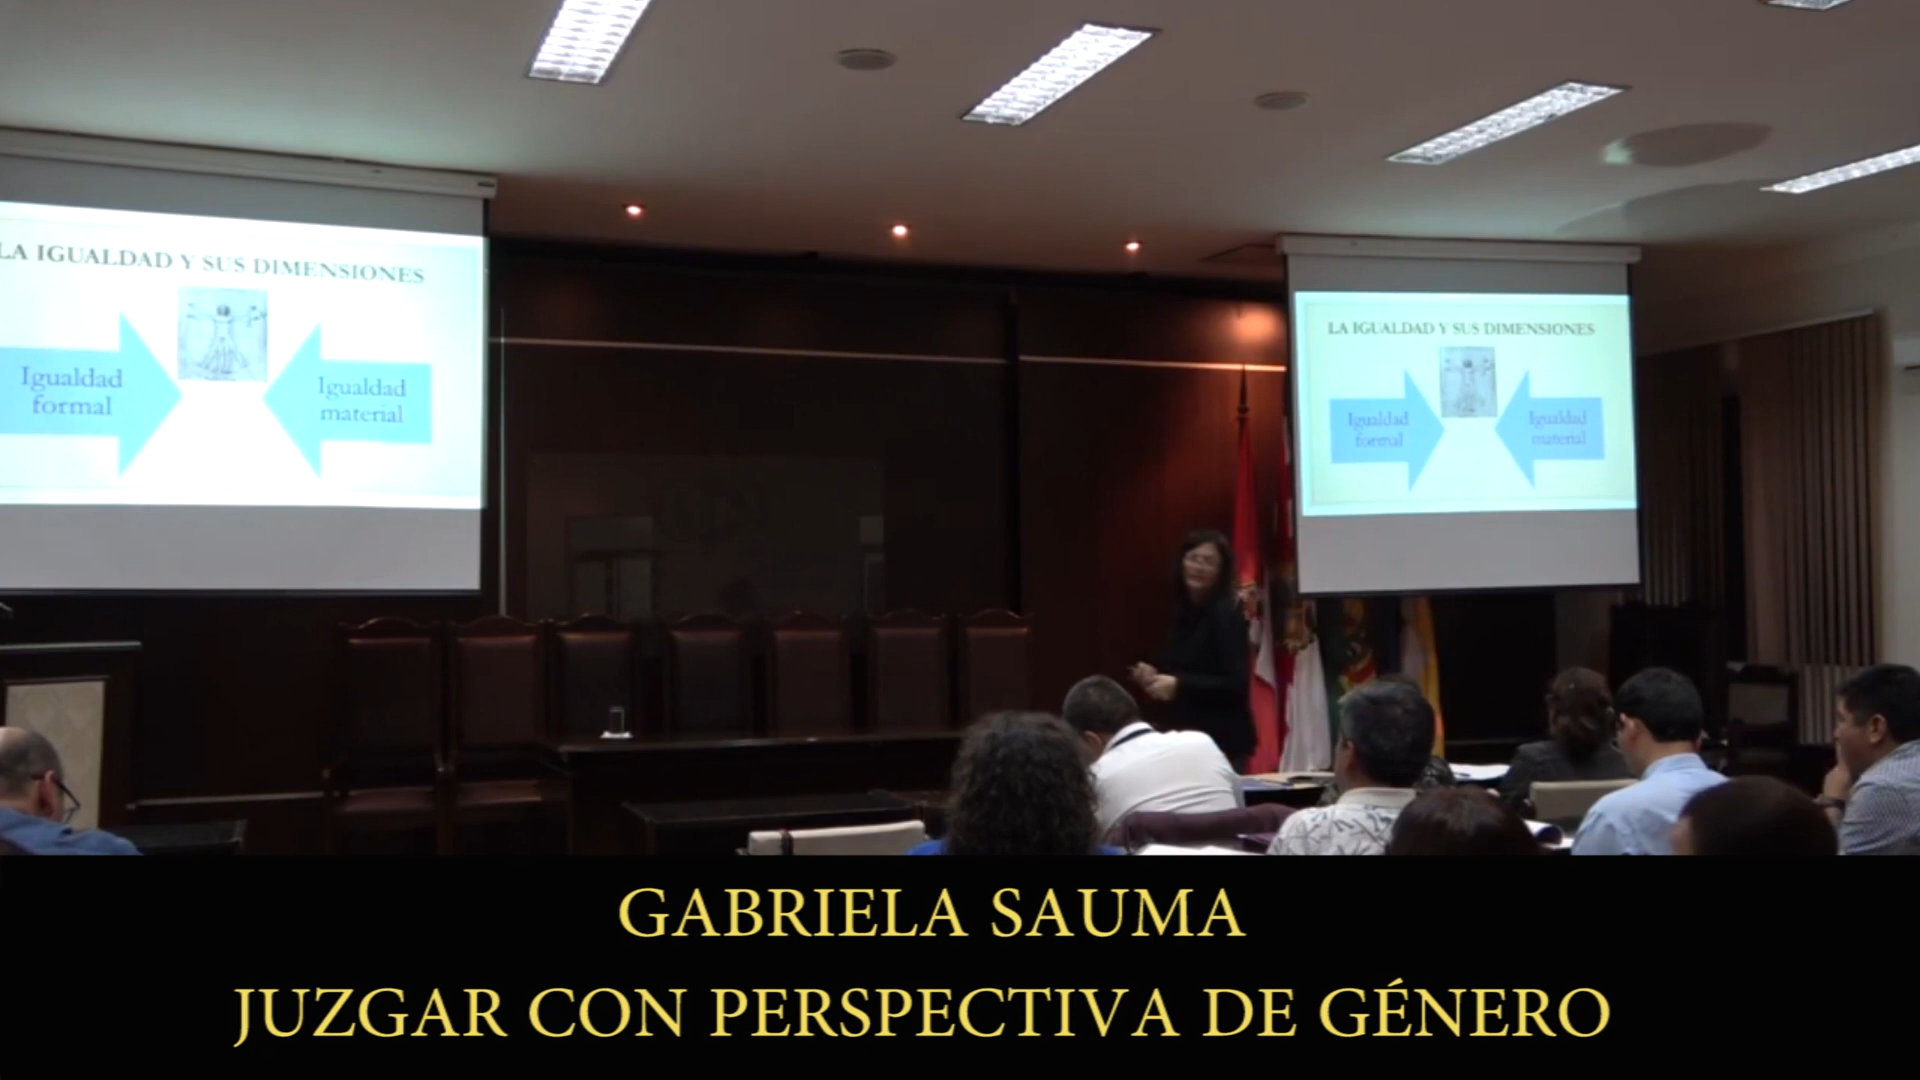 LA IGUALDAD Y SUS DIMENSIONES
Igualdad
formal
Igualdad
material
LA IGUALDAD Y SUS DIMENSIONES
Igualdad
formal
Igualdad
material
GABRIELA SAUMA
JUZGAR CON PERSPECTIVA DE GÉNERO